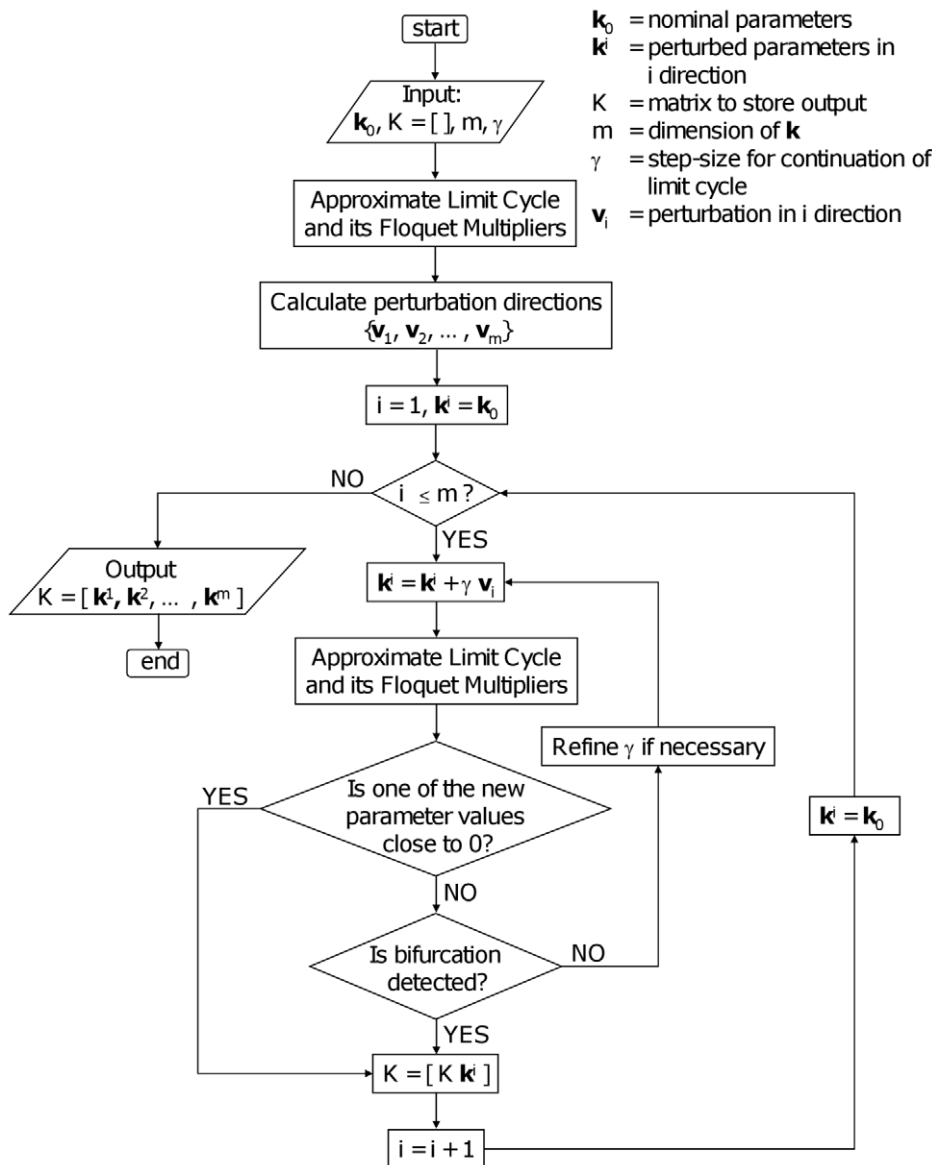 start
Input:
k₀, K = [ ], m, γ
Approximate Limit Cycle
and its Floquet Multipliers
Calculate perturbation directions
{v₁, v₂, ... , vₘ}
i = 1, kⁱ = k₀
i ≤ m ?
NO
YES
Output
K = [ k¹, k², ... , kᵐ ]
end
kⁱ = kⁱ + γ vᵢ
Approximate Limit Cycle
and its Floquet Multipliers
Is one of the new
parameter values
close to 0?
YES
NO
Is bifurcation
detected?
NO
YES
Refine γ if necessary
K = [ K kⁱ ]
i = i + 1
kⁱ = k₀
k₀ = nominal parameters
kⁱ = perturbed parameters in
i direction
K = matrix to store output
m = dimension of k
γ = step-size for continuation of
limit cycle
vᵢ = perturbation in i direction